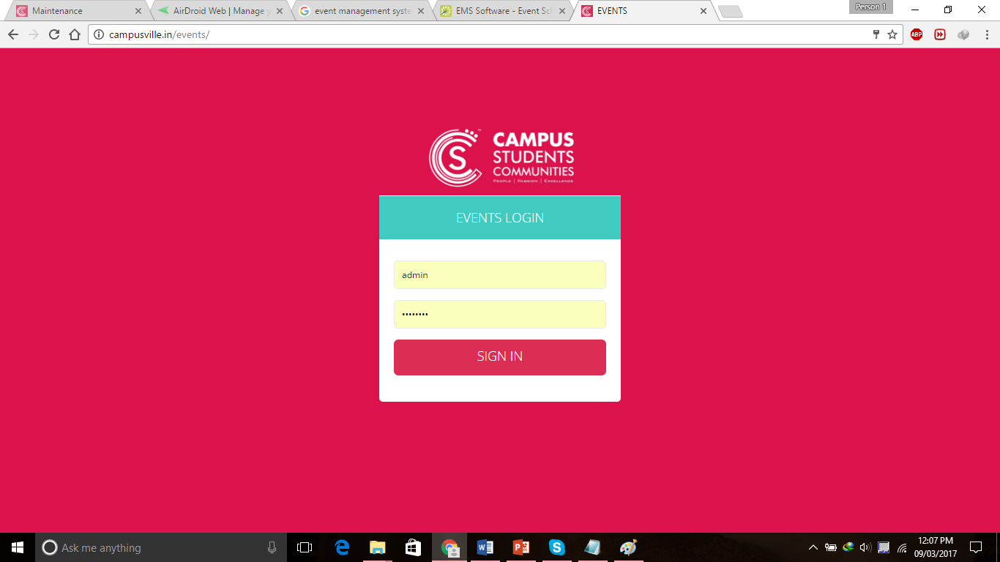 Person 1
Maintenance
AirDroid Web | Manage
event management syste
EMS Software - Event Sc
EVENTS
campusville.in/events/
ABP
CAMPUS
STUDENTS
COMMUNITIES
PEOPLE | PASSION | EXCELLENCE
EVENTS LOGIN
admin
••••••••
SIGN IN
Ask me anything
12:07 PM
09/03/2017